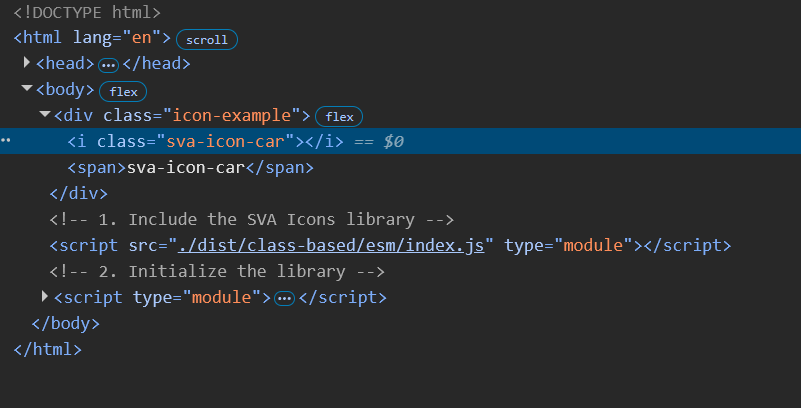 <!DOCTYPE html>
<html lang="en"> scroll
<head> ••• </head>
<body> flex
<div class="icon-example"> flex
••• <i class="sva-icon-car"></i> == $0
<span>sva-icon-car</span>
</div>
<!-- 1. Include the SVA Icons library -->
<script src="./dist/class-based/esm/index.js" type="module"></script>
<!-- 2. Initialize the library -->
<script type="module"> ••• </script>
</body>
</html>